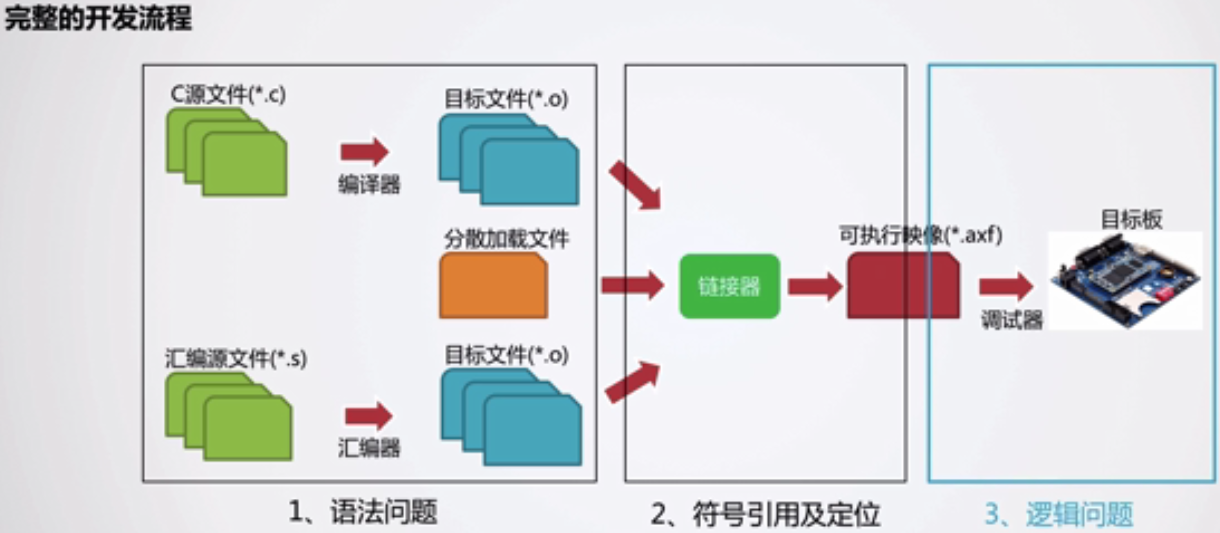 完整的开发流程
C源文件(*.c)
编译器
目标文件(*.o)
分散加载文件
汇编源文件(*.s)
汇编器
目标文件(*.o)
1、语法问题
链接器
可执行映像(*.axf)
2、符号引用及定位
调试器
目标板
3、逻辑问题